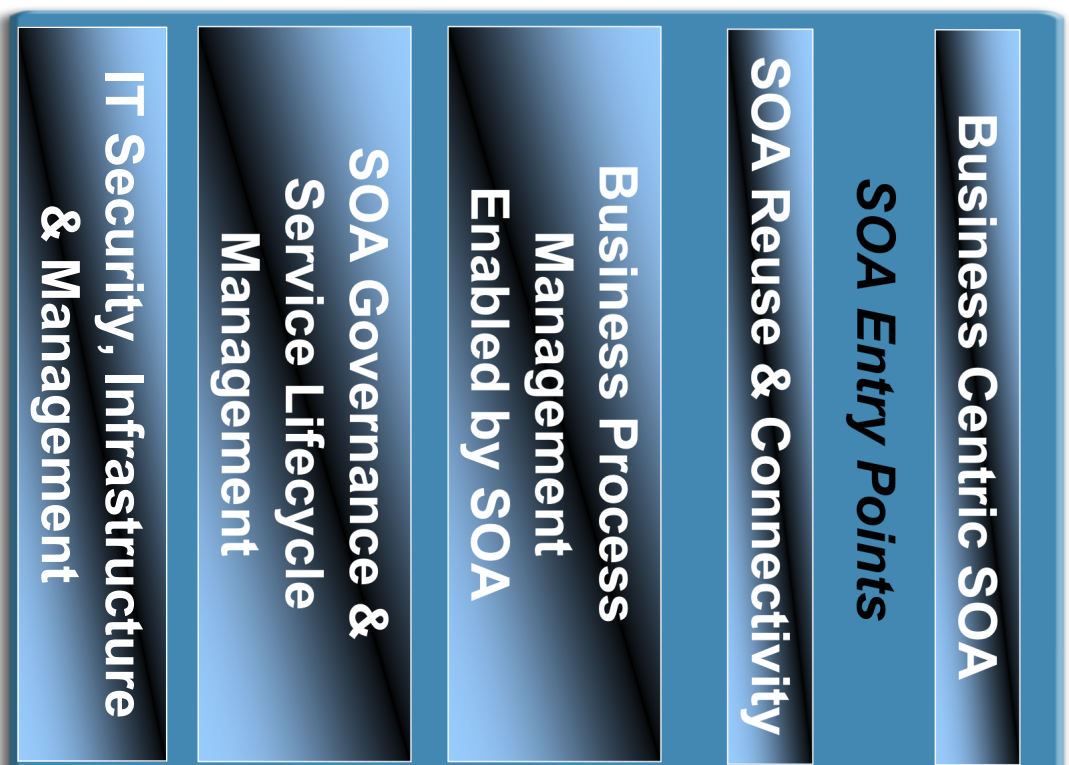 Business Centric SOA
SOA Entry Points
SOA Reuse & Connectivity
Business Process
Management
Enabled by SOA
SOA Governance &
Service Lifecycle
Management
IT Security, Infrastructure
& Management